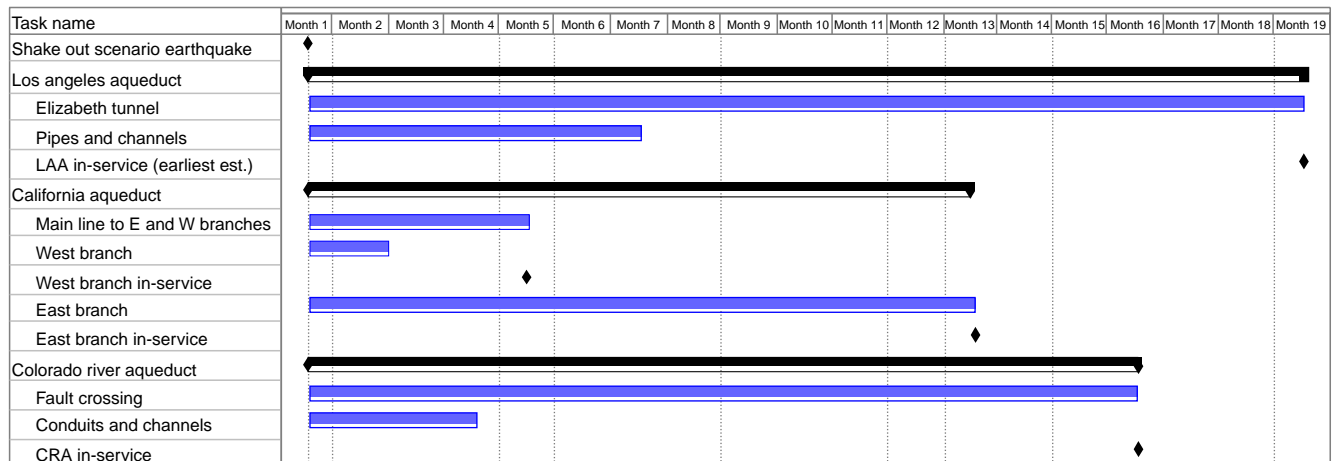 Task name Month 1 Month 2 Month 3 Month 4 Month 5 Month 6 Month 7 Month 8 Month 9 Month 10 Month 11 Month 12 Month 13 Month 14 Month 15 Month 16 Month 17 Month 18 Month 19
Shake out scenario earthquake
Los angeles aqueduct
Elizabeth tunnel
Pipes and channels
LAA in-service (earliest est.)
California aqueduct
Main line to E and W branches
West branch
West branch in-service
East branch
East branch in-service
Colorado river aqueduct
Fault crossing
Conduits and channels
CRA in-service